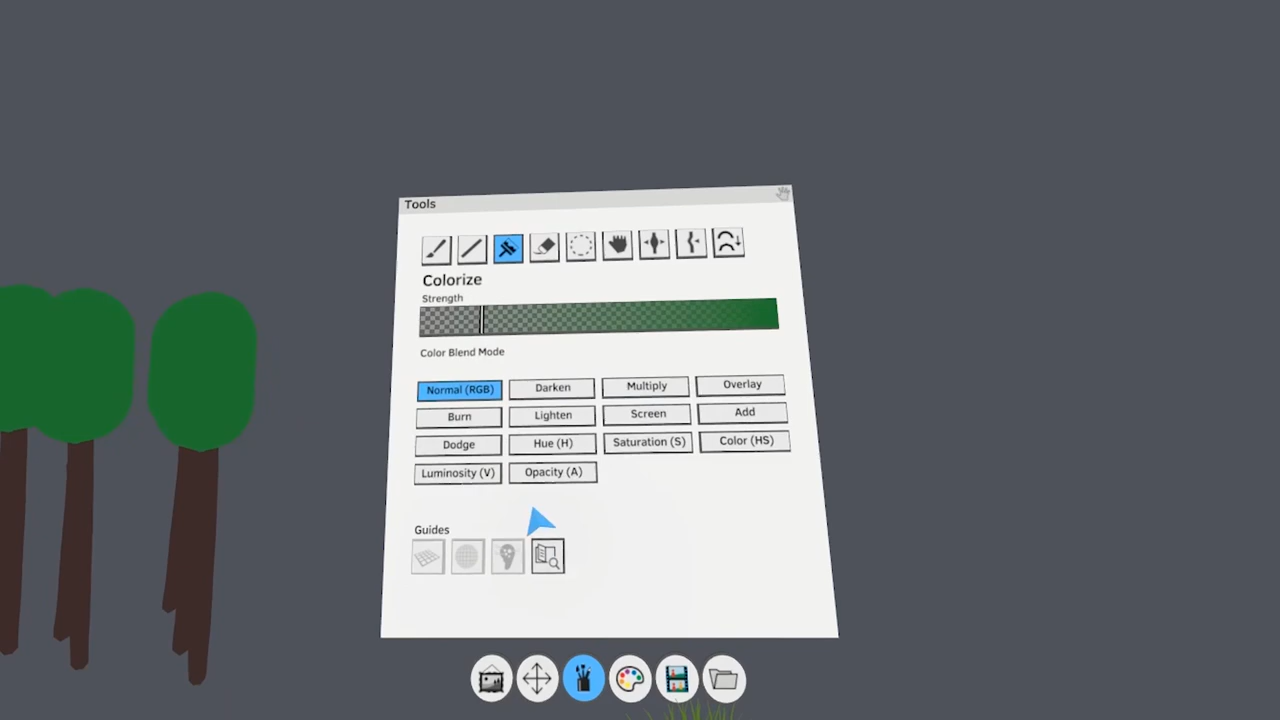 Tools
Colorize
Strength
Color Blend Mode
Normal (RGB) Darken Multiply Overlay
Burn Lighten Screen Add
Dodge Hue (H) Saturation (S) Color (HS)
Luminosity (V) Opacity (A)
Guides